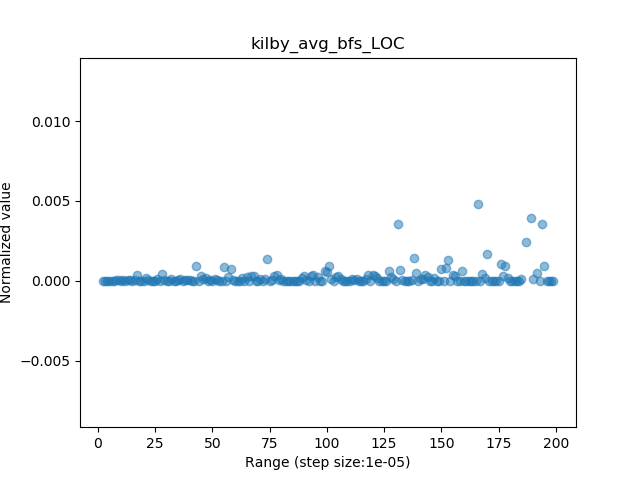 kilby_avg_bfs_LOC
0.010
0.005
0.000
−0.005
Normalized value
0 25 50 75 100 125 150 175 200
Range (step size:1e-05)